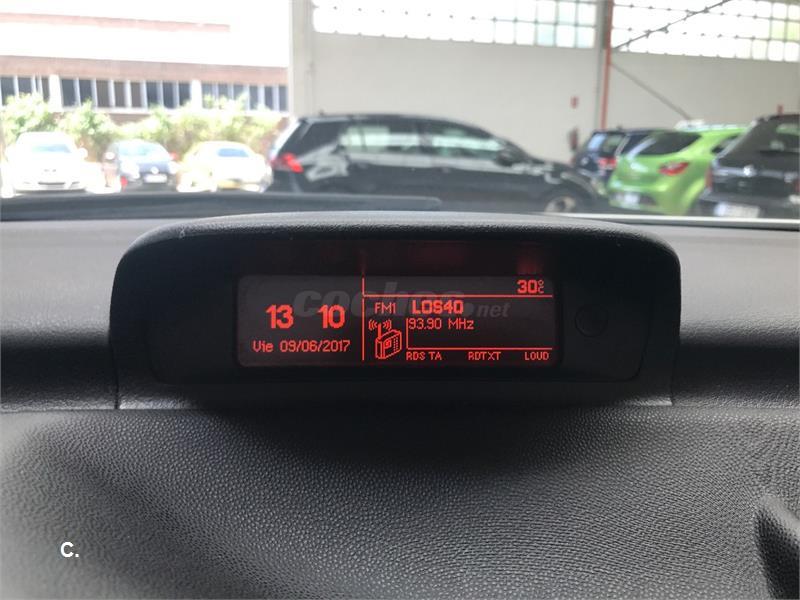 30°C
13 10
Vie 09/06/2017
FM1 LOS40
93.90 MHz
RDS TA RDTXT LOUD
coches.net
C.